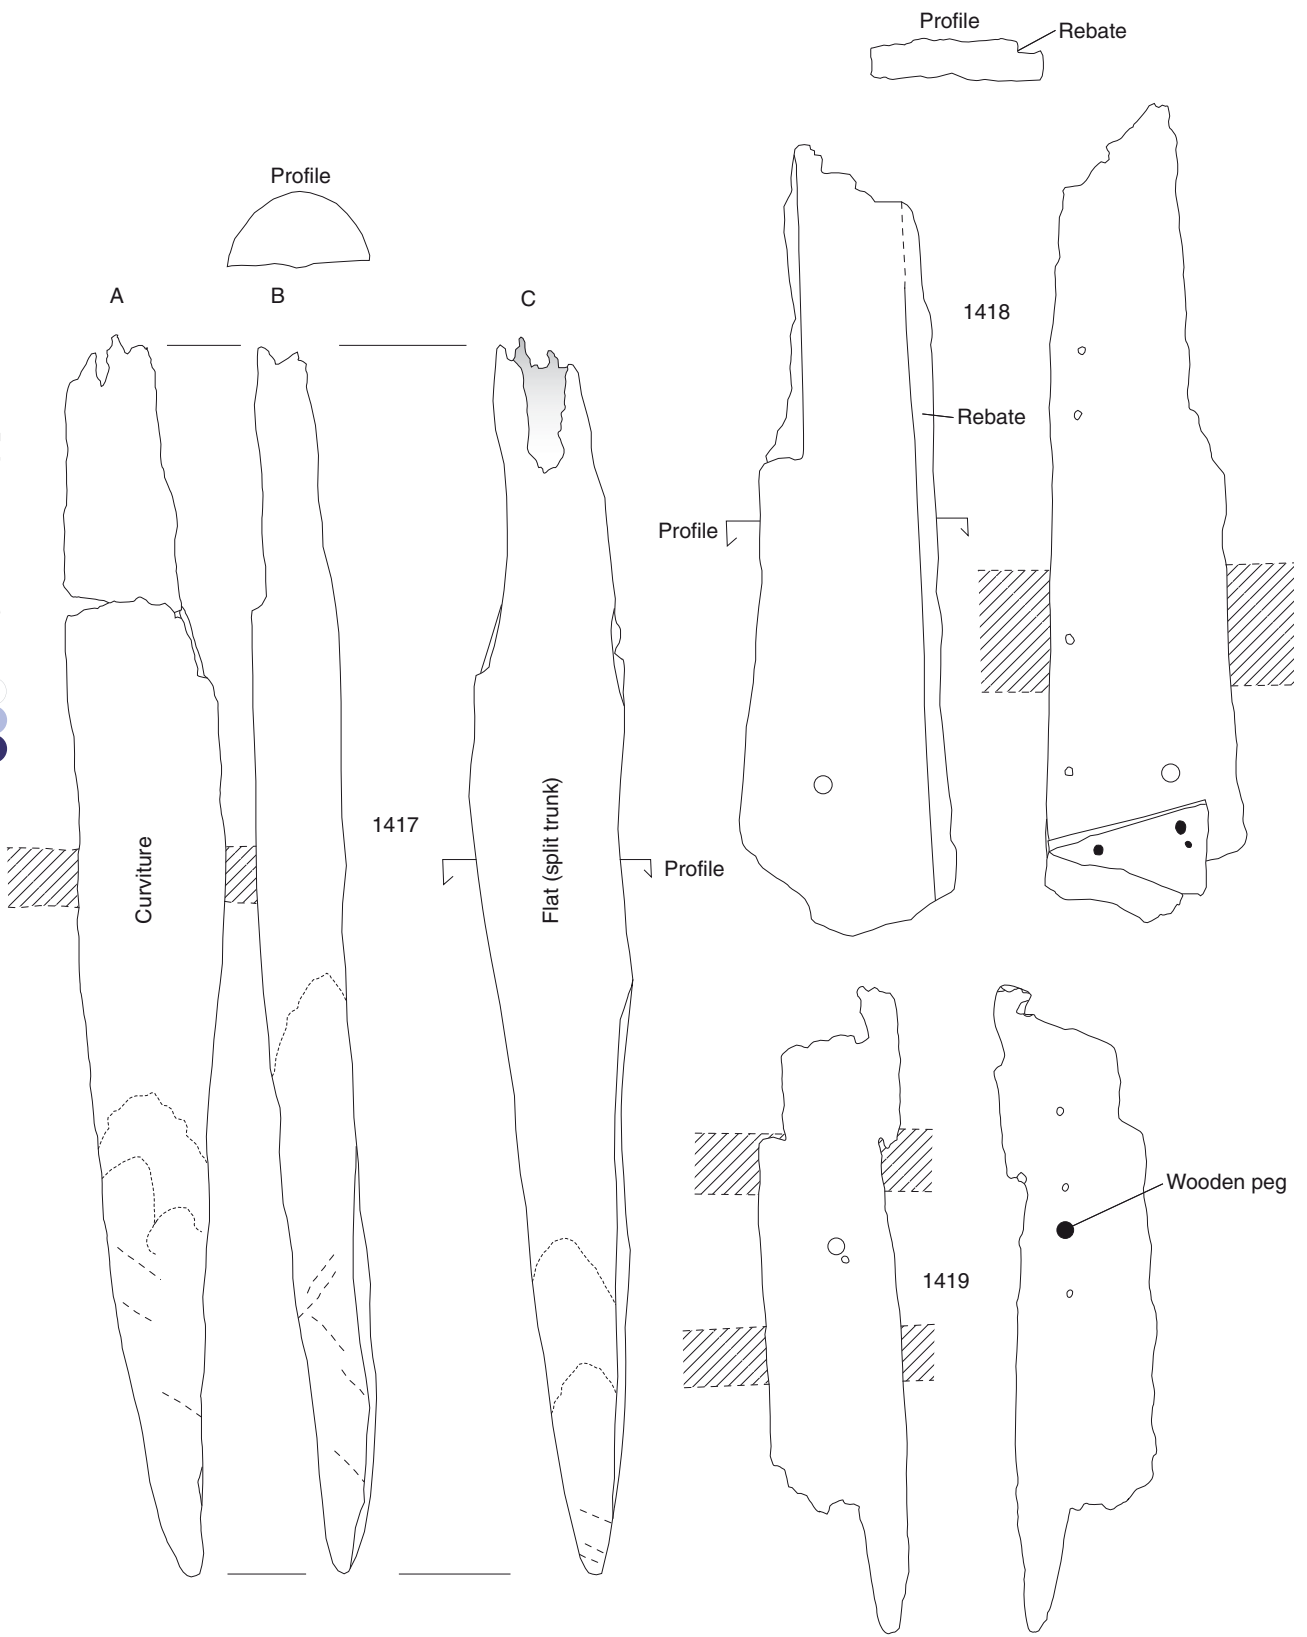 Profile
Rebate
Profile
A
B
C
1418
Rebate
Profile
1417
Curviture
Flat (split trunk)
Profile
Wooden peg
1419